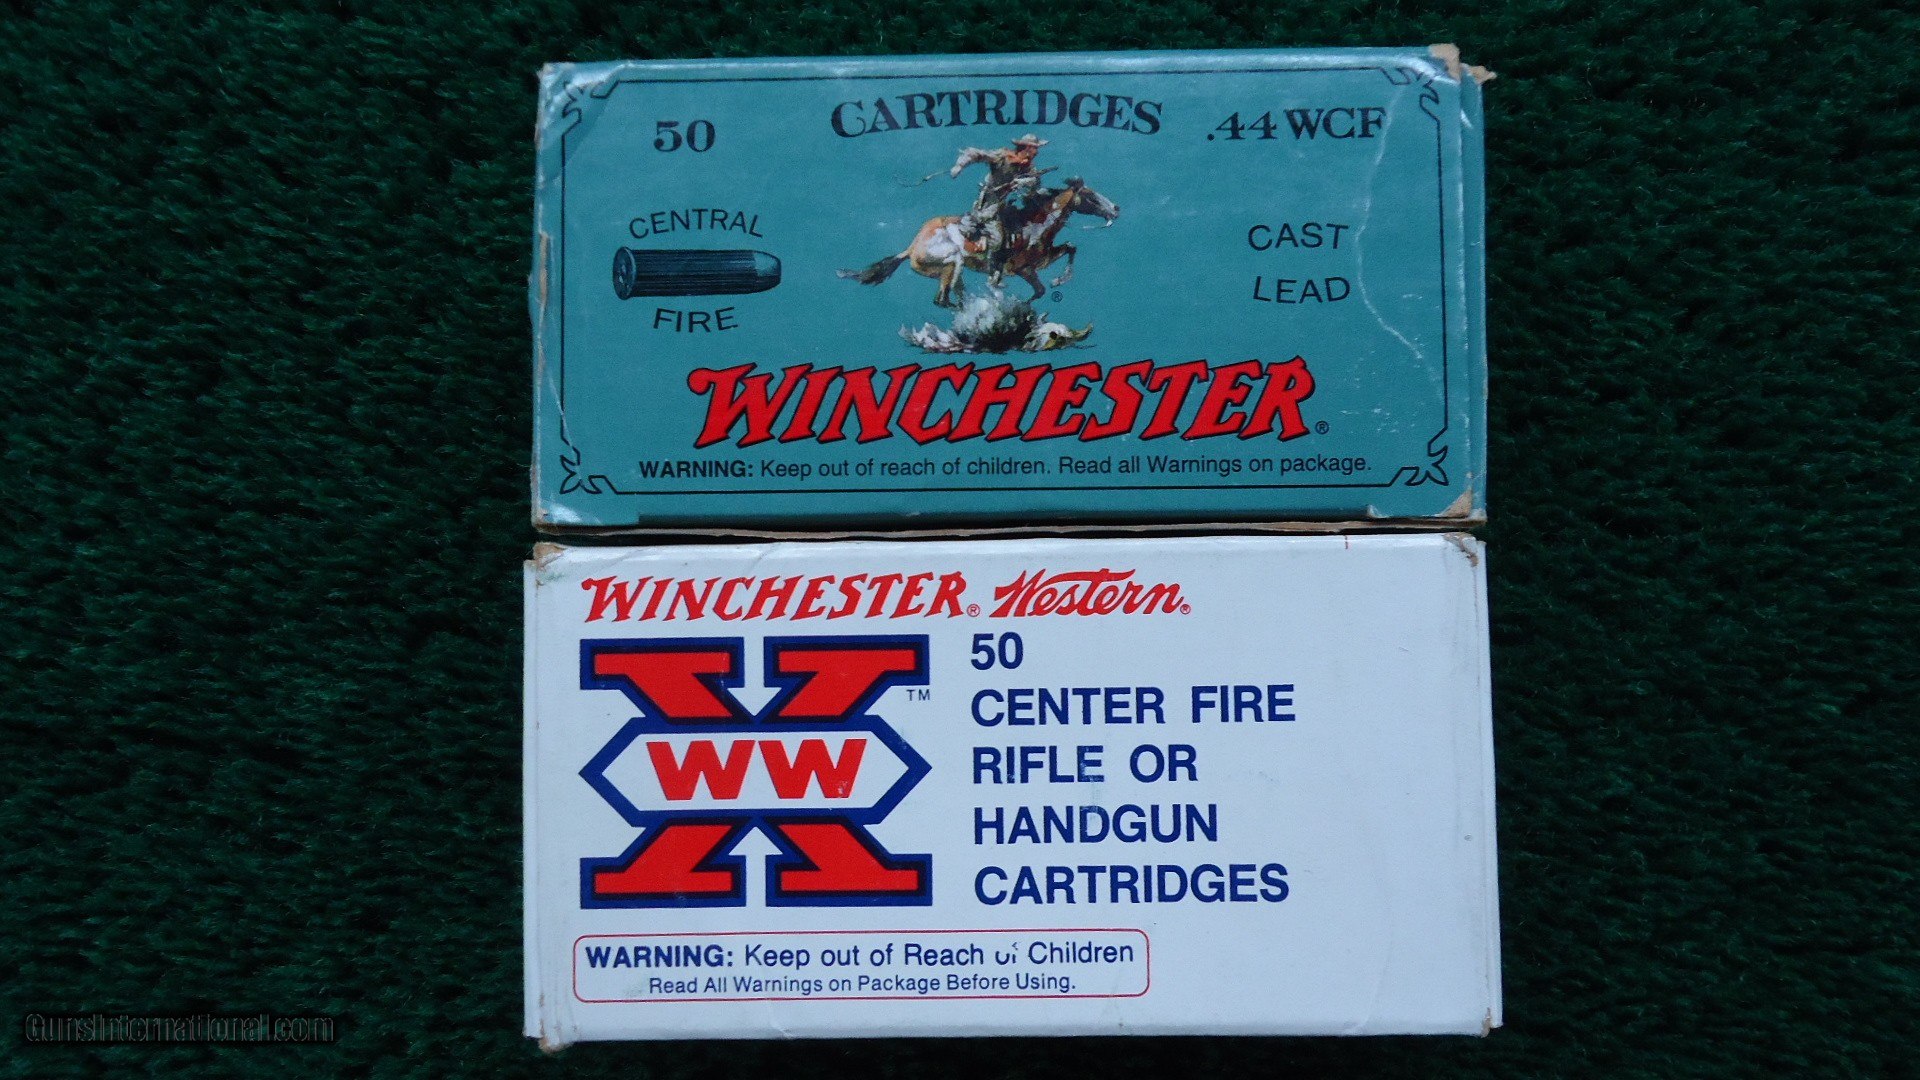 50 CARTRIDGES .44 WCF
CENTRAL
FIRE
CAST
LEAD
®
WINCHESTER®
WARNING: Keep out of reach of children. Read all Warnings on package.
WINCHESTER® Western®
WW
TM
50
CENTER FIRE
RIFLE OR
HANDGUN
CARTRIDGES
WARNING: Keep out of Reach of Children
Read All Warnings on Package Before Using.
GunsInternational.com